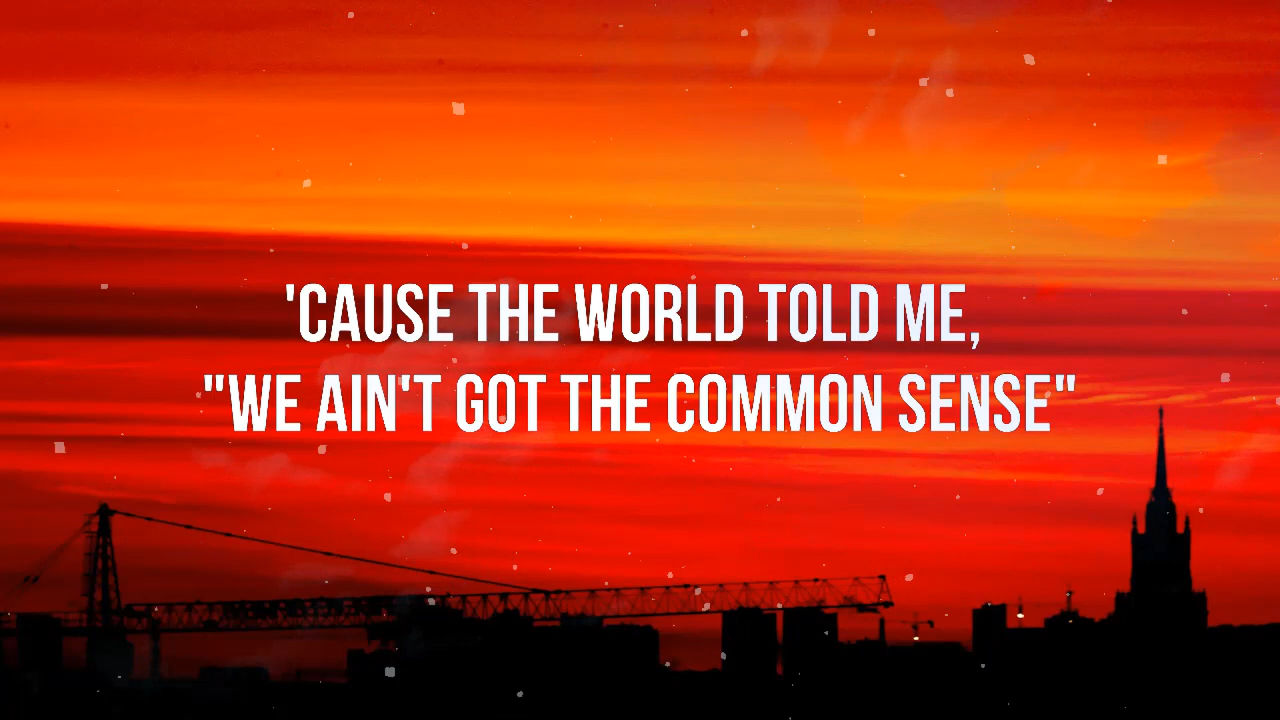 'CAUSE THE WORLD TOLD ME,
"WE AIN'T GOT THE COMMON SENSE"